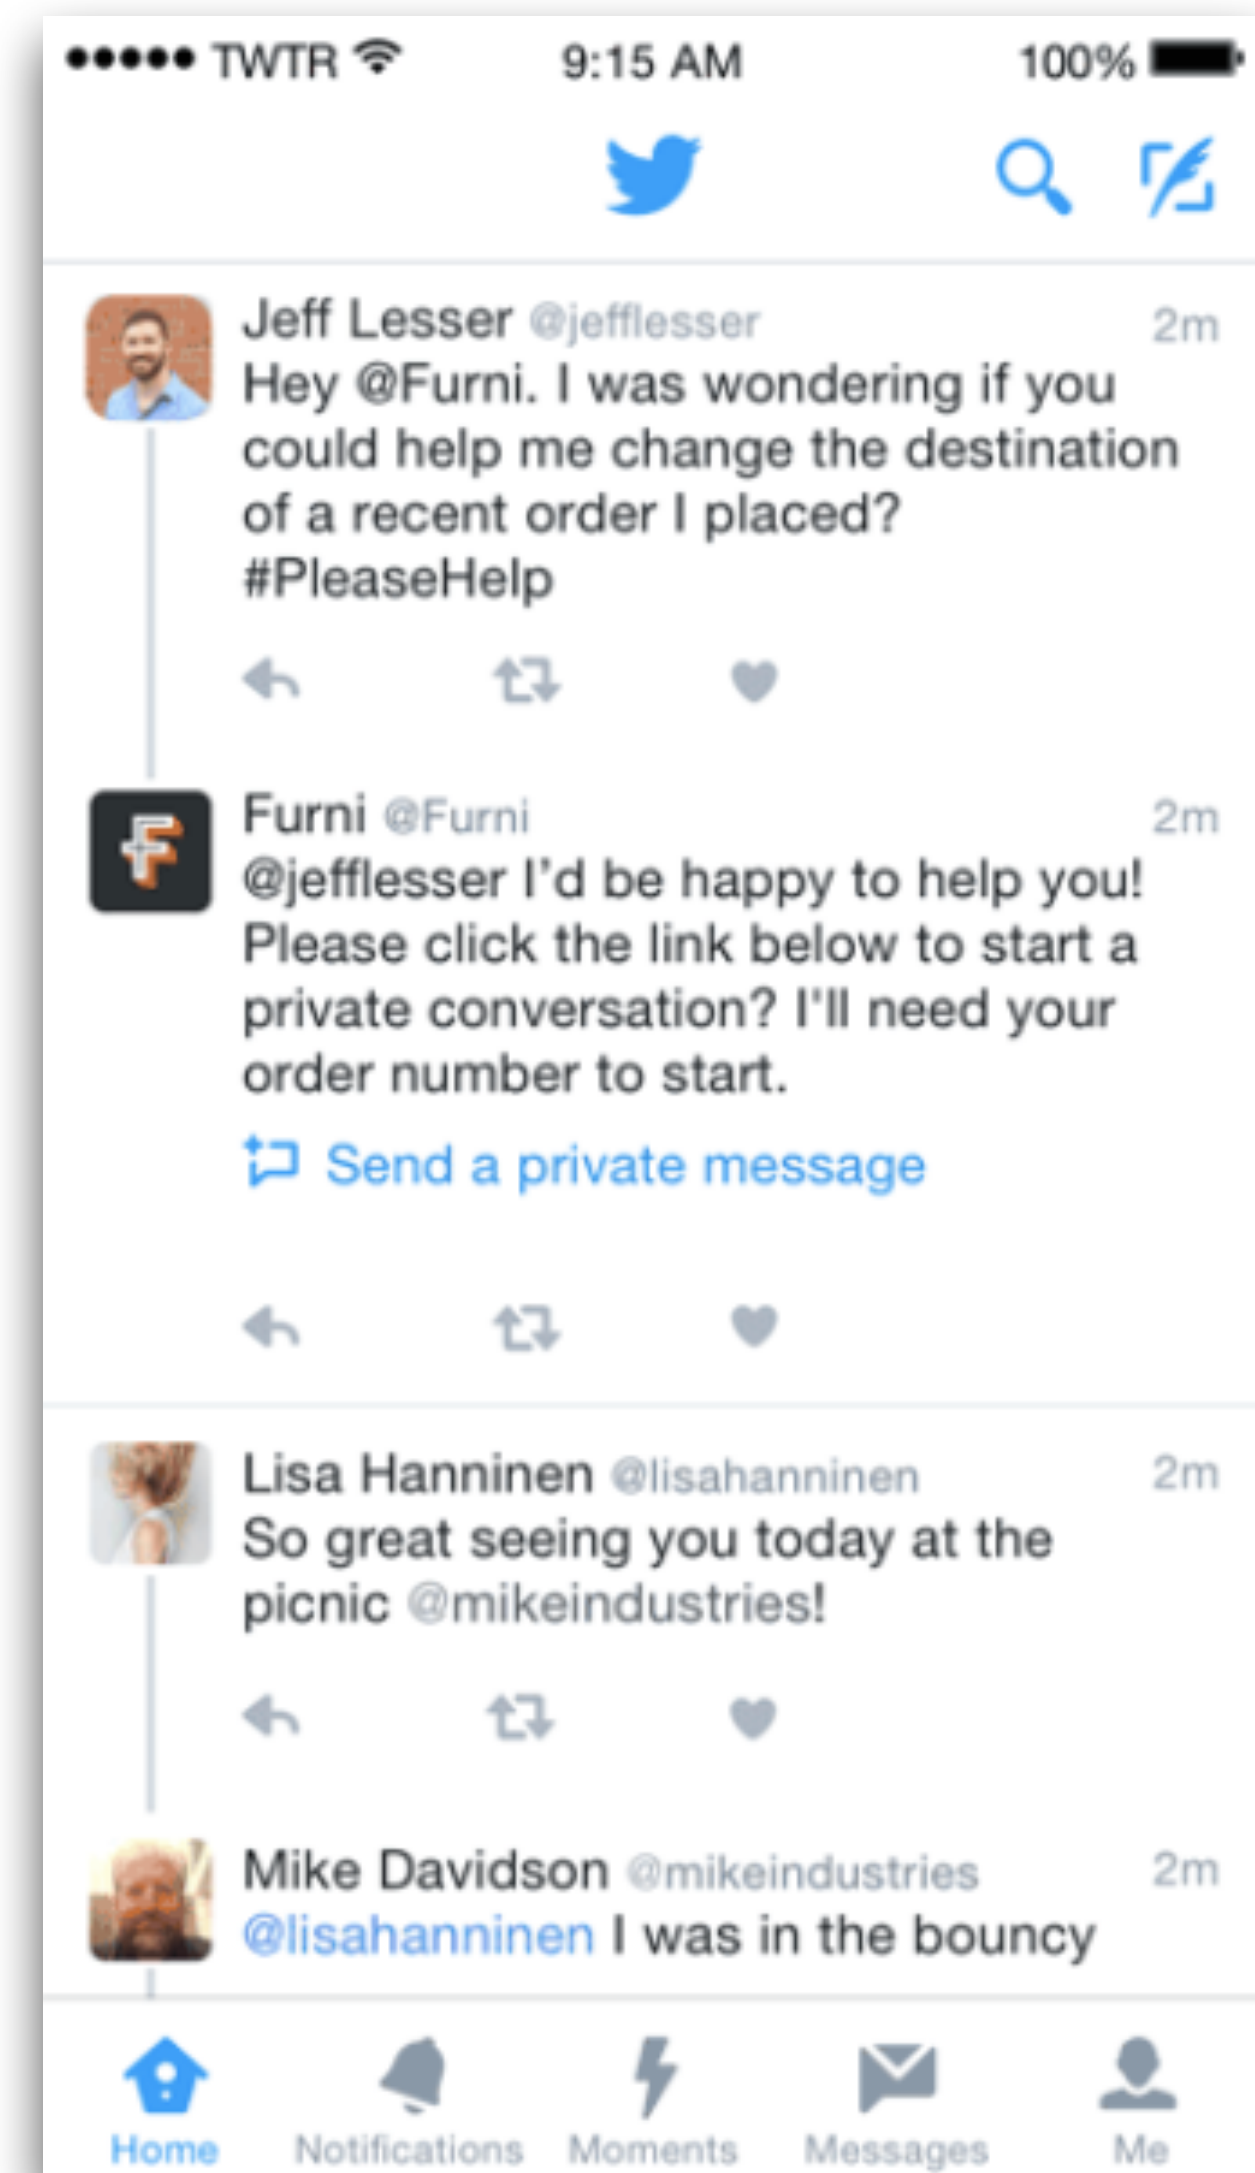 TWTR 9:15 AM 100%
Jeff Lesser @jefflesser 2m
Hey @Furni. I was wondering if you
could help me change the destination
of a recent order I placed?
#PleaseHelp
F
Furni @Furni 2m
@jefflesser I’d be happy to help you!
Please click the link below to start a
private conversation? I'll need your
order number to start.
Send a private message
Lisa Hanninen @lisahanninen 2m
So great seeing you today at the
picnic @mikeindustries!
Mike Davidson @mikeindustries 2m
@lisahanninen I was in the bouncy
Home Notifications Moments Messages Me